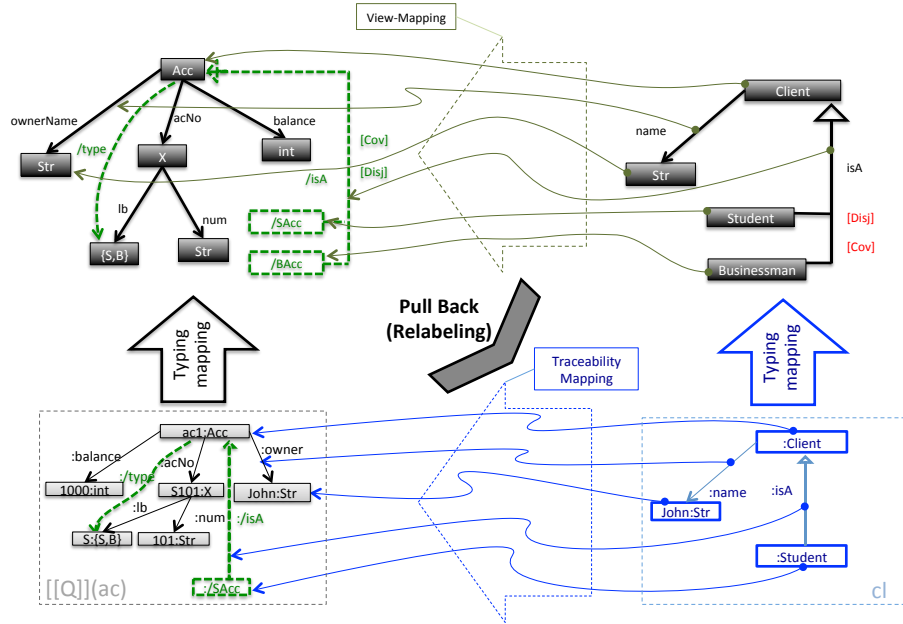 View-Mapping
Acc
Client
ownerName
acNo
balance
name
/type
[Cov]
Str
X
int
[Disj]
Str
isA
/isA
lb
num
/SAcc
Student
[Disj]
{S,B}
Str
[Cov]
/BAcc
Businessman
Pull Back
(Relabeling)
Typing
mapping
Typing
mapping
Traceability
Mapping
ac1:Acc
:balance
:/type
:acNo
:owner
:Client
1000:int
S101:X
John:Str
:name
:isA
:lb
:num
:/isA
John:Str
S:{S,B}
101:Str
:Student
:/SAcc
[[Q]](ac)
cl